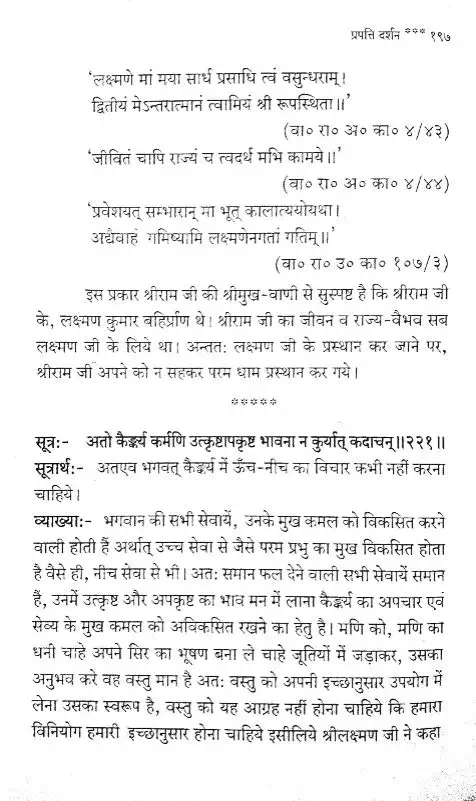 प्रपत्ति दर्शन *** १९७
'लक्ष्मणे मां मया सार्ध प्रसाधि त्वं वसुन्धराम्।
द्वितीयं मेऽन्तरात्मानं त्वामियं श्री रूपस्थिता॥'
(वा० रा० अ० का० ४/४३)
'जीवितं चापि राज्यं च त्वदर्थ मभि कामये॥'
(वा० रा० अ० का० ४/४४)
'प्रवेशयत् सम्भारान् मा भूत् कालात्ययोयथा।
अद्यैवाहं गमिष्यामि लक्ष्मणेनगतां गतिम्॥'
(वा० रा० उ० का० १०७/३)
इस प्रकार श्रीराम जी की श्रीमुख-वाणी से सुस्पष्ट है कि श्रीराम जी
के, लक्ष्मण कुमार बहिर्प्राण थे। श्रीराम जी का जीवन व राज्य-वैभव सब
लक्ष्मण जी के लिये था। अन्ततः लक्ष्मण जी के प्रस्थान कर जाने पर,
श्रीराम जी अपने को न सहकर परम धाम प्रस्थान कर गये।
*****
सूत्रः- अतो कैङ्कर्य कर्मणि उत्कृष्टापकृष्ट भावना न कुर्यात् कदाचन्॥२२१॥
सूत्रार्थः- अतएव भगवत् कैङ्कर्य में ऊँच-नीच का विचार कभी नहीं करना
चाहिये।
व्याख्याः- भगवान की सभी सेवायें, उनके मुख कमल को विकसित करने
वाली होती हैं अर्थात् उच्च सेवा से जैसे परम प्रभु का मुख विकसित होता
है वैसे ही, नीच सेवा से भी। अतः समान फल देने वाली सभी सेवायें समान
हैं, उनमें उत्कृष्ट और अपकृष्ट का भाव मन में लाना कैङ्कर्य का अपचार एवं
सेव्य के मुख कमल को अविकसित रखने का हेतु है। मणि को, मणि का
धनी चाहे अपने सिर का भूषण बना ले चाहे जूतियों में जड़ाकर, उसका
अनुभव करे वह वस्तु मान है अतः वस्तु को अपनी इच्छानुसार उपयोग में
लेना उसका स्वरूप है, वस्तु को यह आग्रह नहीं होना चाहिये कि हमारा
विनियोग हमारी इच्छानुसार होना चाहिये इसीलिये श्रीलक्ष्मण जी ने कहा